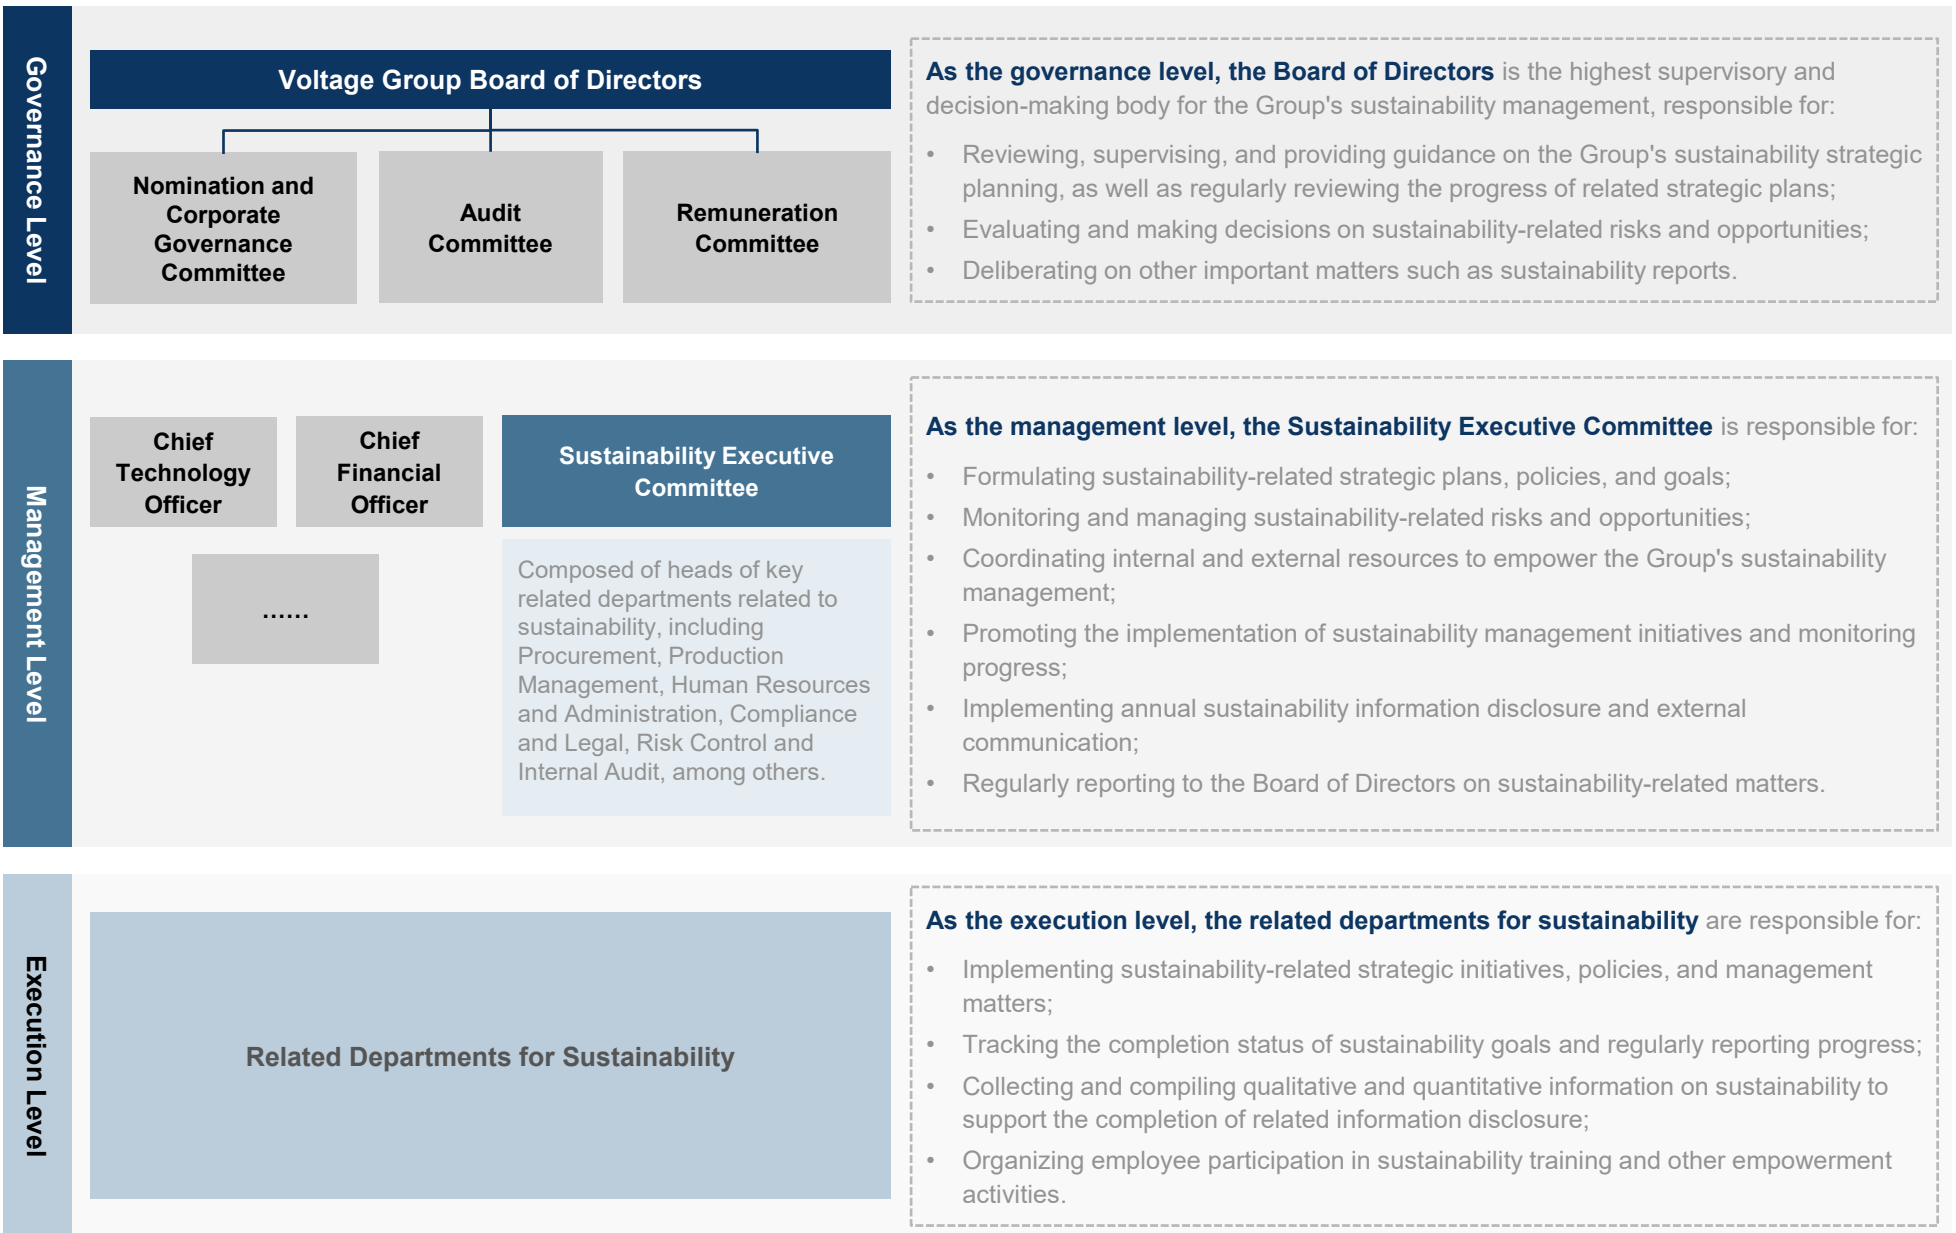 Governance Level
Voltage Group Board of Directors
Nomination and
Corporate
Governance
Committee
Audit
Committee
Remuneration
Committee
As the governance level, the Board of Directors is the highest supervisory and
decision-making body for the Group's sustainability management, responsible for:
• Reviewing, supervising, and providing guidance on the Group's sustainability strategic
planning, as well as regularly reviewing the progress of related strategic plans;
• Evaluating and making decisions on sustainability-related risks and opportunities;
• Deliberating on other important matters such as sustainability reports.
Management Level
Chief
Technology
Officer
Chief
Financial
Officer
......
Sustainability Executive
Committee
Composed of heads of key
related departments related to
sustainability, including
Procurement, Production
Management, Human Resources
and Administration, Compliance
and Legal, Risk Control and
Internal Audit, among others.
As the management level, the Sustainability Executive Committee is responsible for:
• Formulating sustainability-related strategic plans, policies, and goals;
• Monitoring and managing sustainability-related risks and opportunities;
• Coordinating internal and external resources to empower the Group's sustainability
management;
• Promoting the implementation of sustainability management initiatives and monitoring
progress;
• Implementing annual sustainability information disclosure and external
communication;
• Regularly reporting to the Board of Directors on sustainability-related matters.
Execution Level
Related Departments for Sustainability
As the execution level, the related departments for sustainability are responsible for:
• Implementing sustainability-related strategic initiatives, policies, and management
matters;
• Tracking the completion status of sustainability goals and regularly reporting progress;
• Collecting and compiling qualitative and quantitative information on sustainability to
support the completion of related information disclosure;
• Organizing employee participation in sustainability training and other empowerment
activities.